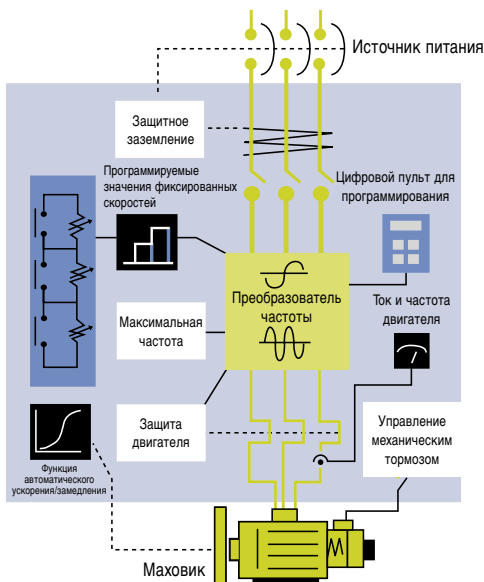 Источник питания
Защитное
заземление
Программируемые
значения фиксированных
скоростей
Цифровой пульт для
программирования
Преобразователь
частоты
Ток и частота
двигателя
Максимальная
частота
Защита
двигателя
Управление
механическим
тормозом
Функция
автоматического
ускорения/замедления
Маховик